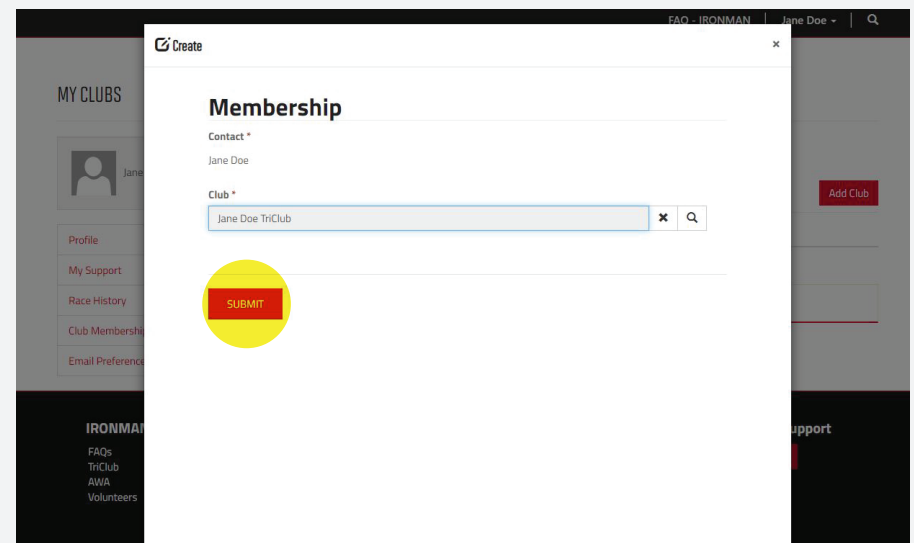 FAQ - IRONMAN Jane Doe
Create ×
MY CLUBS
Membership
Contact *
Jane Doe
Jane
Club *
Add Club
Jane Doe TriClub
Profile
My Support
Race History
SUBMIT
Club Membership
Email Preference
IRONMAN
upport
FAQs
TriClub
AWA
Volunteers